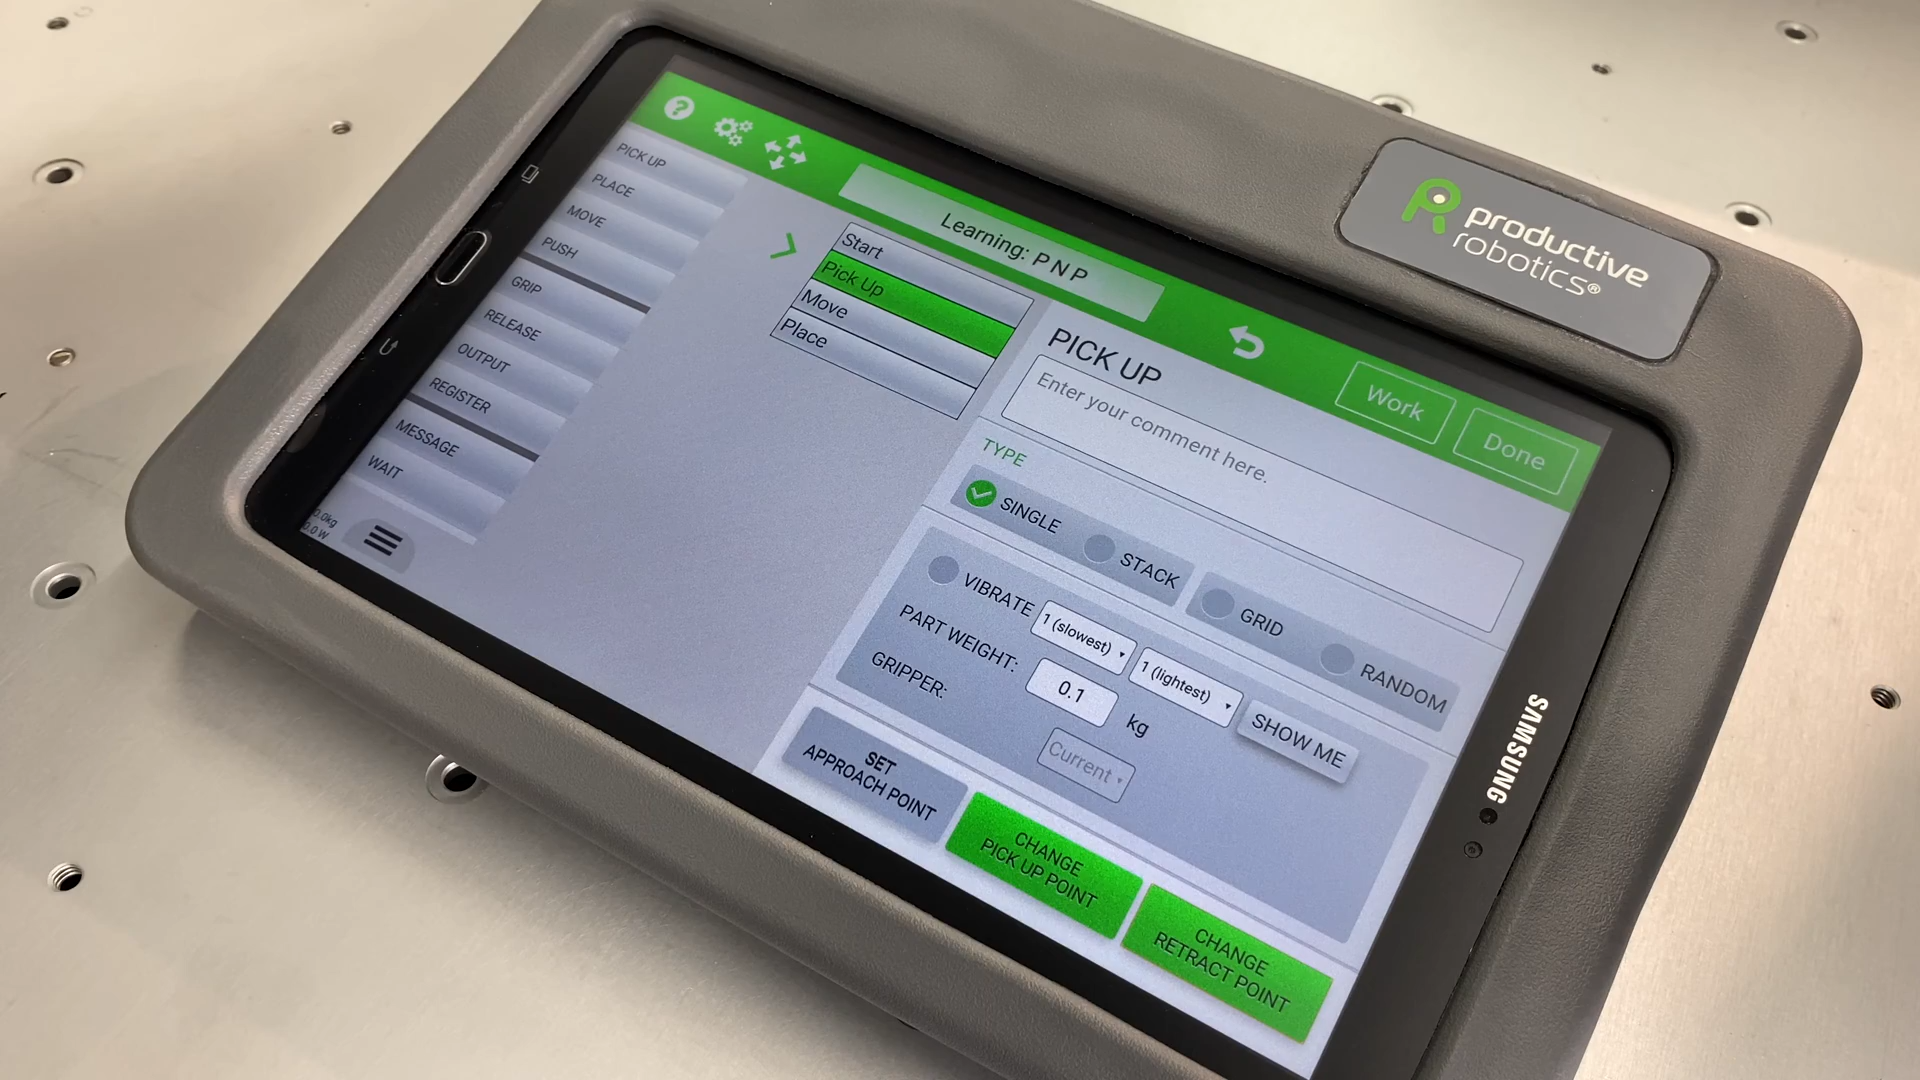 productive
robotics®
SAMSUNG
Learning: P N P
Work
Done
PICK UP
PLACE
MOVE
PUSH
GRIP
RELEASE
OUTPUT
REGISTER
MESSAGE
WAIT
Start
Pick Up
Move
Place
PICK UP
Enter your comment here.
TYPE
SINGLE
STACK
GRID
RANDOM
VIBRATE
1 (slowest)
1 (lightest)
SHOW ME
PART WEIGHT:
0.1
kg
GRIPPER:
Current
SET
APPROACH POINT
CHANGE
PICK UP POINT
CHANGE
RETRACT POINT